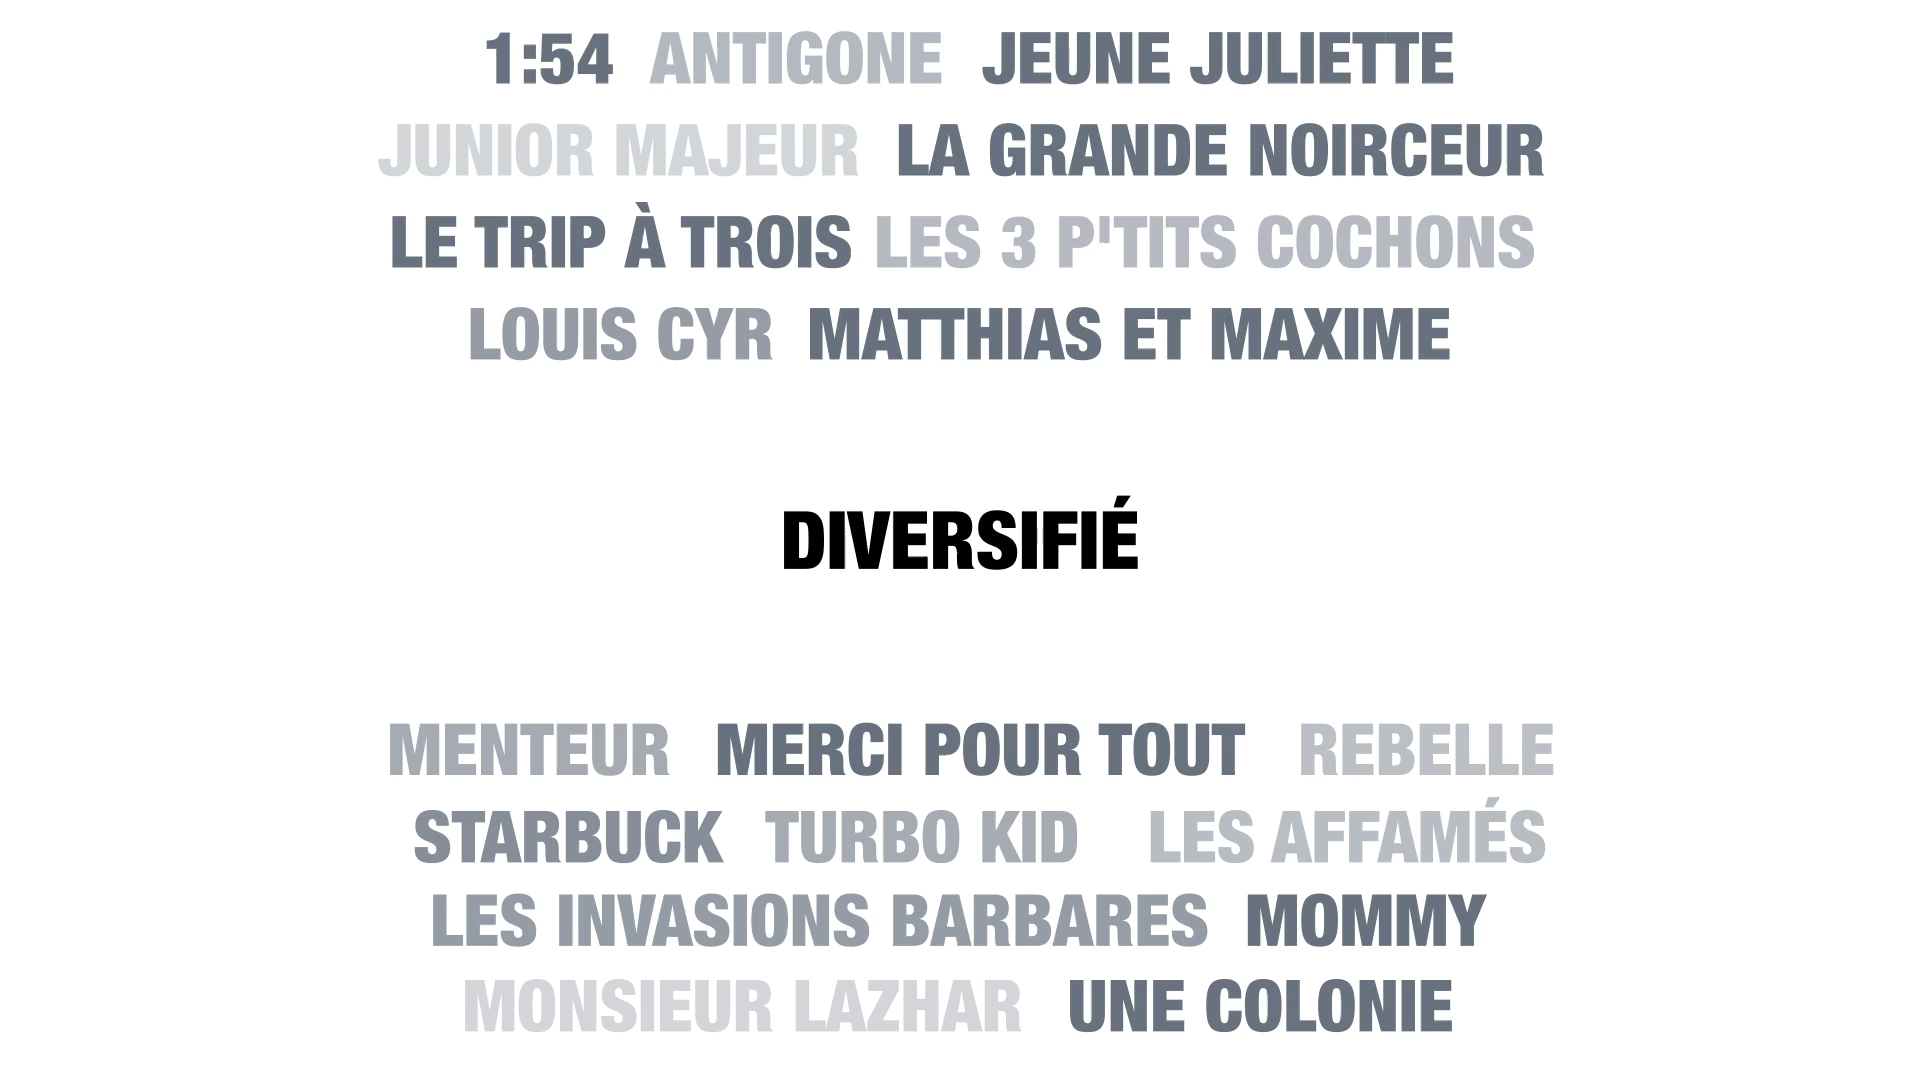 1:54 ANTIGONE JEUNE JULIETTE
JUNIOR MAJEUR LA GRANDE NOIRCEUR
LE TRIP À TROIS LES 3 P'TITS COCHONS
LOUIS CYR MATTHIAS ET MAXIME
DIVERSIFIÉ
MENTEUR MERCI POUR TOUT REBELLE
STARBUCK TURBO KID LES AFFAMÉS
LES INVASIONS BARBARES MOMMY
MONSIEUR LAZHAR UNE COLONIE